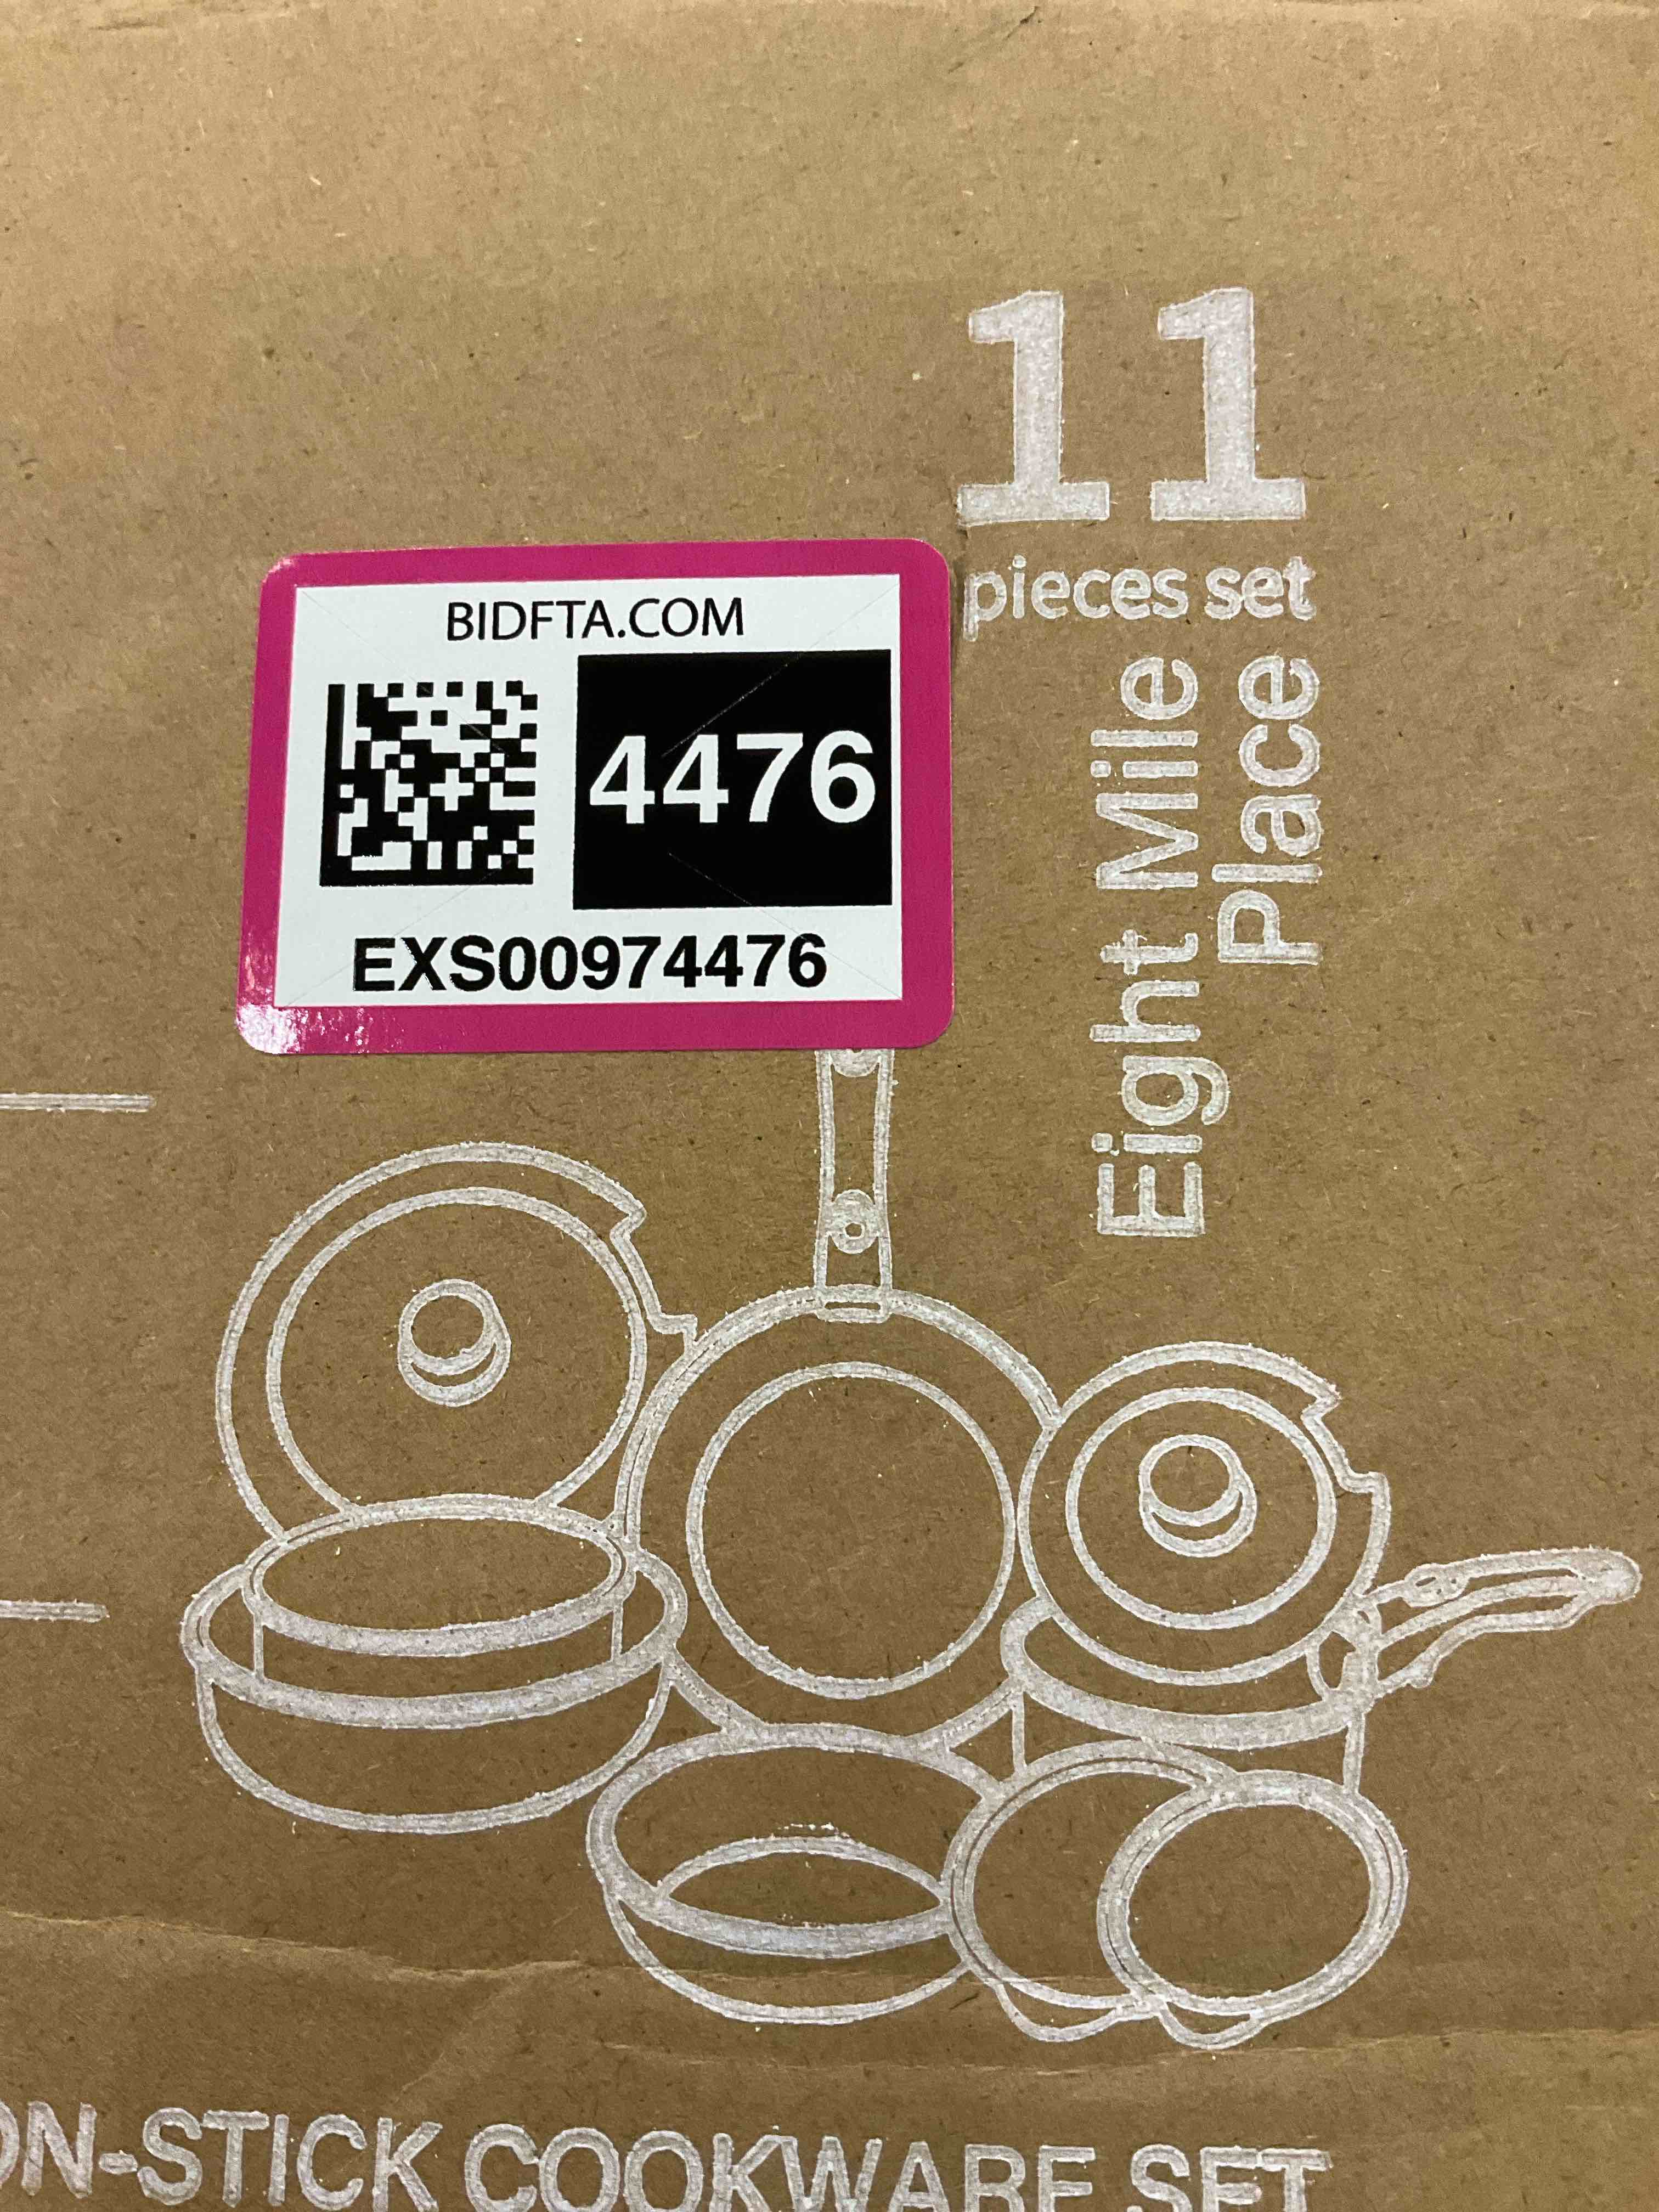 11
pieces set
Eight Mile
Place
BIDFTA.COM
4476
EXS00974476
ON-STICK COOKWARE SET